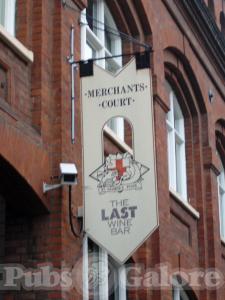 ·MERCHANTS·
·COURT·
THE
LAST
WINE
BAR
Pubs Galore